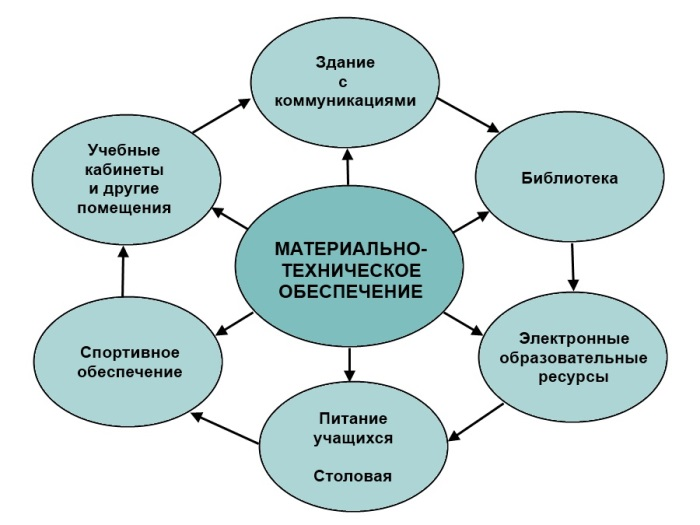 Здание
с
коммуникациями
Учебные
кабинеты
и другие
помещения
Библиотека
МАТЕРИАЛЬНО-
ТЕХНИЧЕСКОЕ
ОБЕСПЕЧЕНИЕ
Спортивное
обеспечение
Электронные
образовательные
ресурсы
Питание
учащихся
Столовая